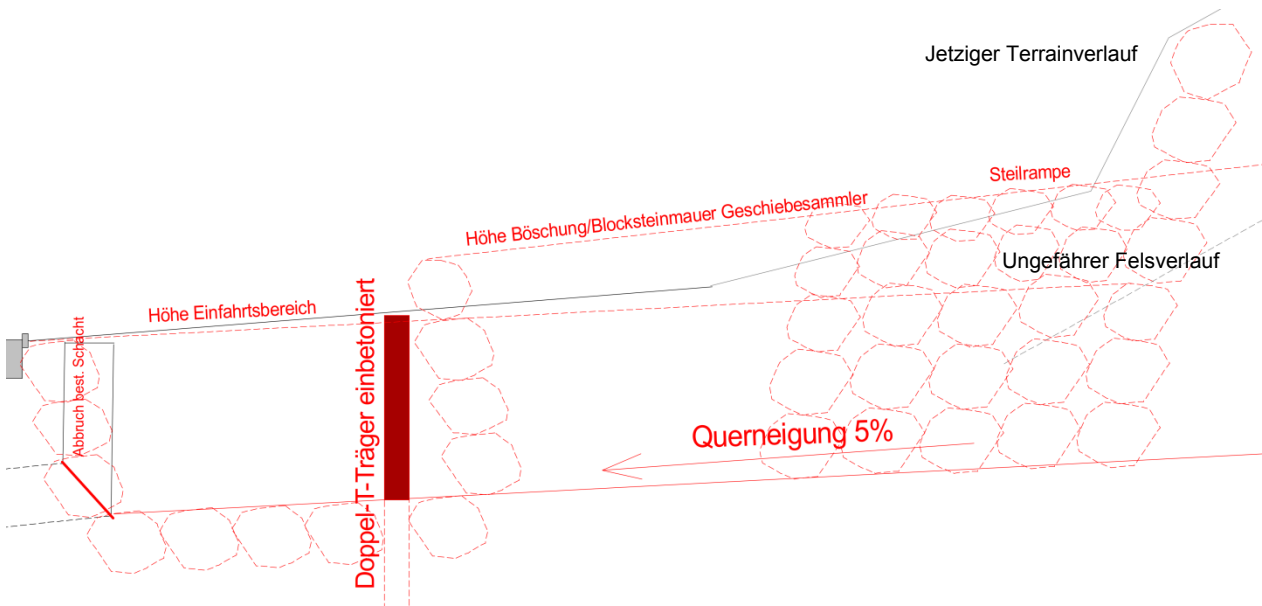 Jetziger Terrainverlauf
Steilrampe
Höhe Böschung/Blocksteinmauer Geschiebesammler
Ungefährer Felsverlauf
Höhe Einfahrtsbereich
Abbruch best. Schacht
Doppel-T-Träger einbetoniert
Querneigung 5%